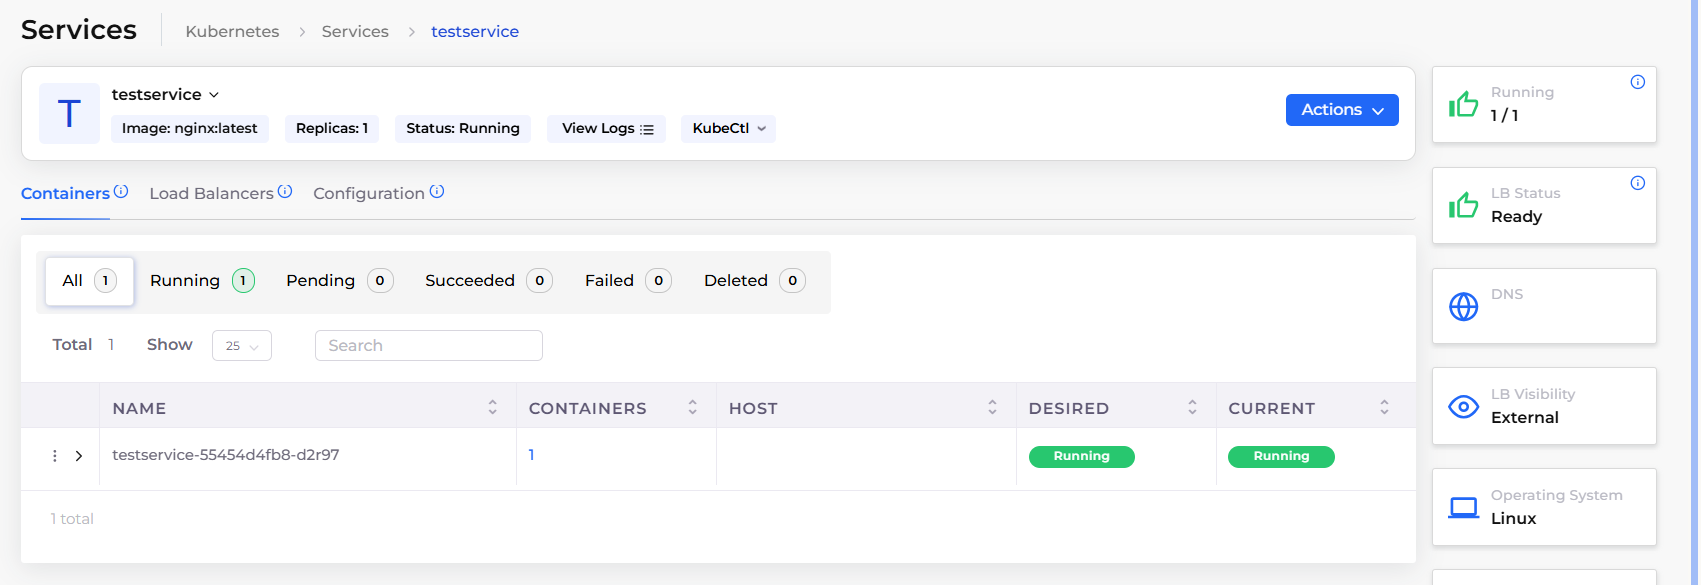 Services
Kubernetes > Services > testservice
T
testservice
Image: nginx:latest Replicas: 1 Status: Running View Logs KubeCtl
Actions
Containers Load Balancers Configuration
All 1 Running 1 Pending 0 Succeeded 0 Failed 0 Deleted 0
Total 1 Show 25 Search
NAME CONTAINERS HOST DESIRED CURRENT
testservice-55454d4fb8-d2r97 1 Running Running
1 total
Running
1 / 1
LB Status
Ready
DNS
LB Visibility
External
Operating System
Linux